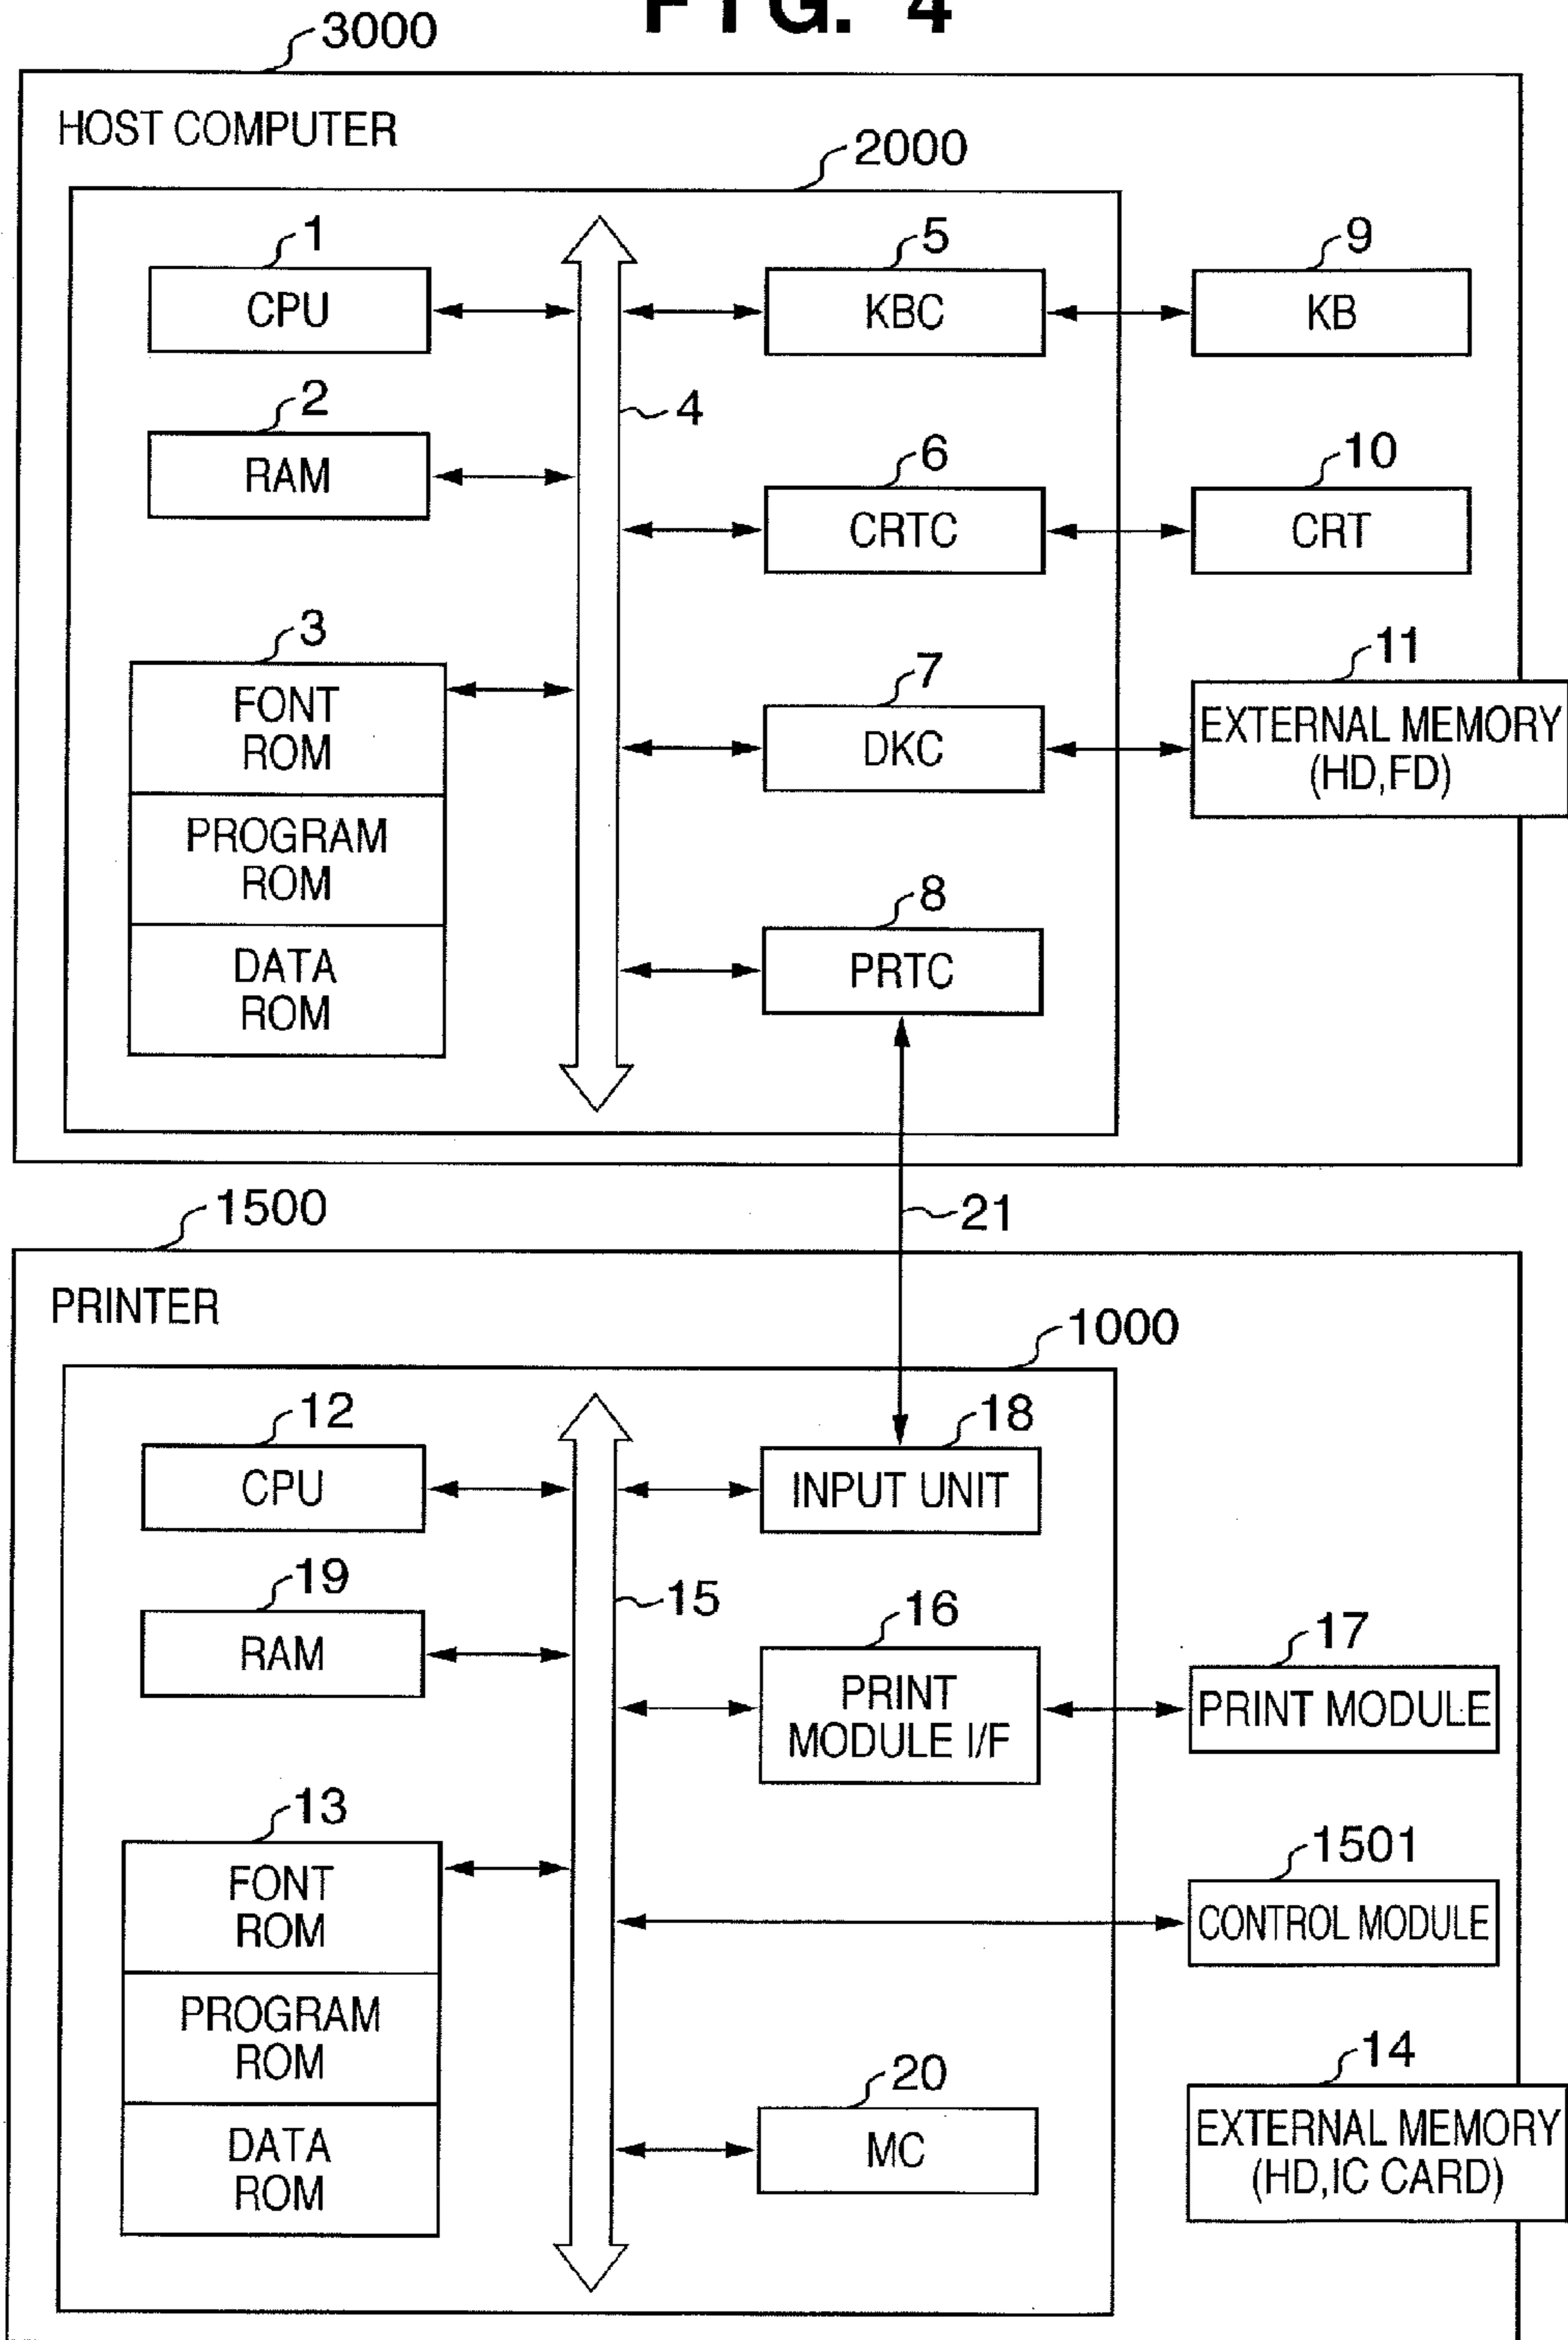 FIG. 4
3000
HOST COMPUTER
2000
1
CPU
5
KBC
9
KB
2
RAM
4
6
CRTC
10
CRT
3
FONT
ROM
PROGRAM
ROM
DATA
ROM
7
DKC
11
EXTERNAL MEMORY
(HD,FD)
8
PRTC
21
1500
PRINTER
1000
12
CPU
18
INPUT UNIT
19
RAM
15
16
PRINT
MODULE I/F
17
PRINT MODULE
13
FONT
ROM
PROGRAM
ROM
DATA
ROM
1501
CONTROL MODULE
20
MC
14
EXTERNAL MEMORY
(HD,IC CARD)